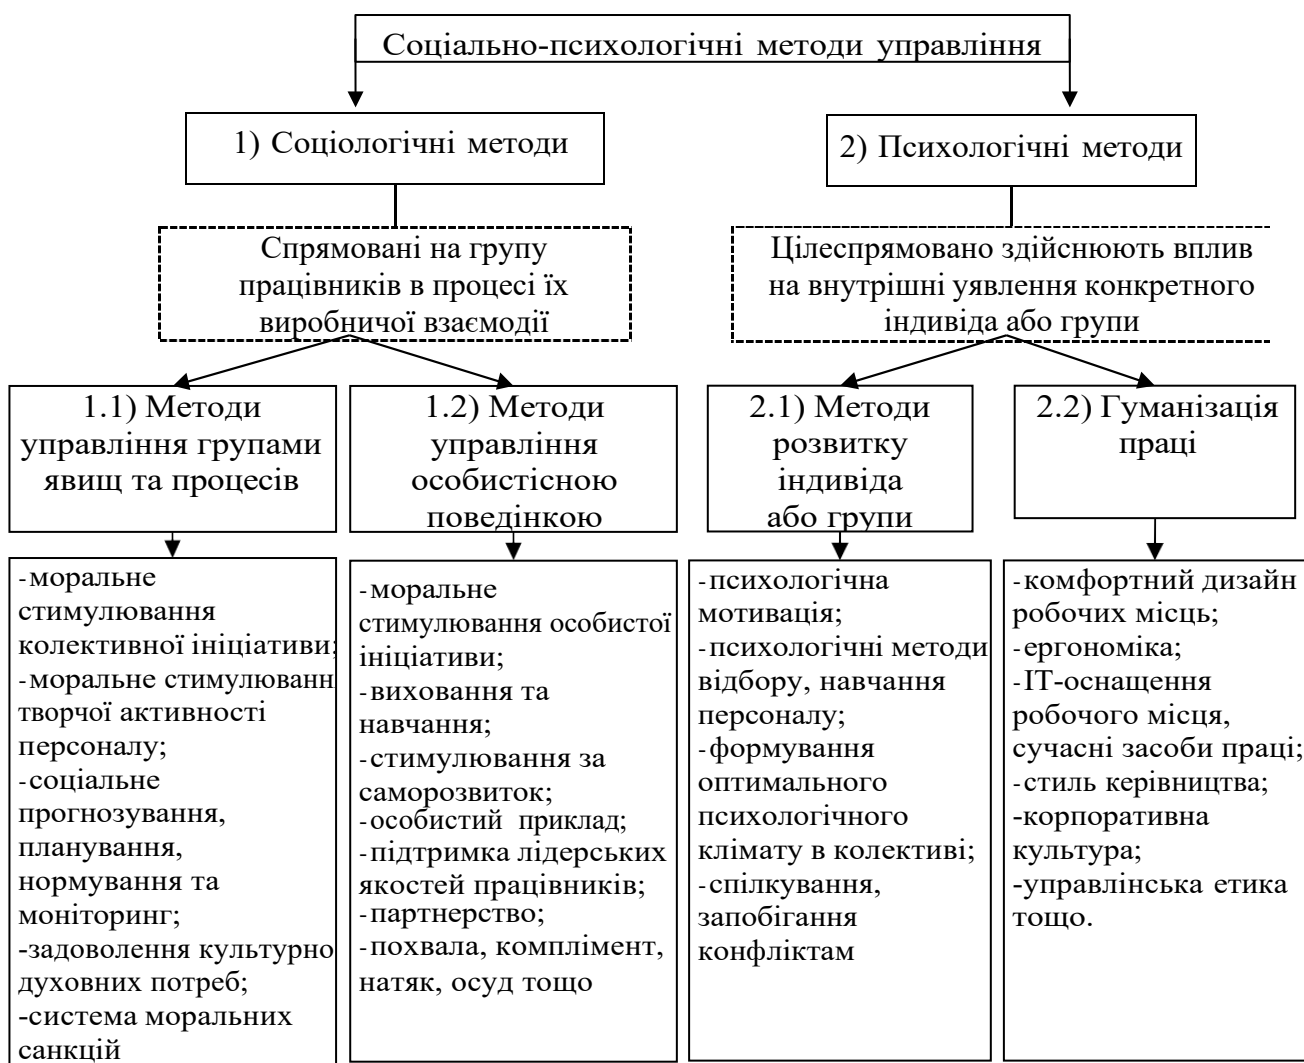 Соціально-психологічні методи управління
1) Соціологічні методи
2) Психологічні методи
Спрямовані на групу
працівників в процесі їх
виробничої взаємодії
Цілеспрямовано здійснюють вплив
на внутрішні уявлення конкретного
індивіда або групи
1.1) Методи
управління групами
явищ та процесів
1.2) Методи
управління
особистісною
поведінкою
2.1) Методи
розвитку
індивіда
або групи
2.2) Гуманізація
праці
-моральне
стимулювання
колективної ініціативи;
-моральне стимулюванн
творчої активності
персоналу;
-соціальне
прогнозування,
планування,
нормування та
моніторинг;
-задоволення культурно
духовних потреб;
-система моральних
санкцій
-моральне
стимулювання особистої
ініціативи;
-виховання та
навчання;
-стимулювання за
саморозвиток;
-особистий приклад;
-підтримка лідерських
якостей працівників;
-партнерство;
-похвала, комплімент,
натяк, осуд тощо
-психологічна
мотивація;
-психологічні методи
відбору, навчання
персоналу;
-формування
оптимального
психологічного
клімату в колективі;
-спілкування,
запобігання
конфліктам
-комфортний дизайн
робочих місць;
-ергономіка;
-ІТ-оснащення
робочого місця,
сучасні засоби праці;
-стиль керівництва;
-корпоративна
культура;
-управлінська етика
тощо.